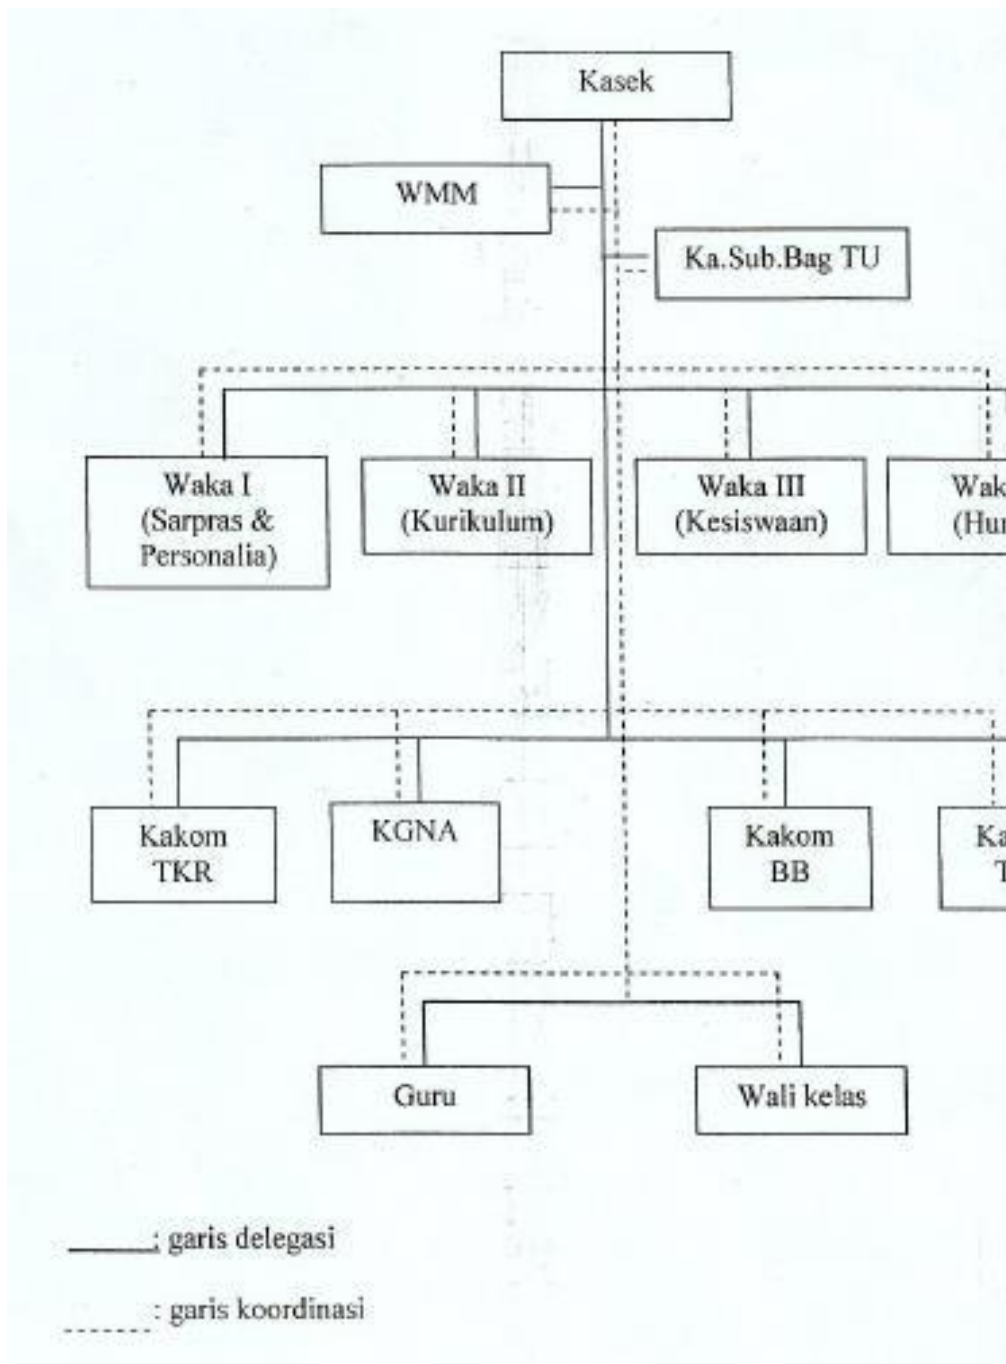 Kasek
WMM
Ka.Sub.Bag TU
Waka I
(Sarpras &
Personalia)
Waka II
(Kurikulum)
Waka III
(Kesiswaan)
Kakom
TKR
KGNA
Kakom
BB
Guru
Wali kelas
: garis delegasi
: garis koordinasi